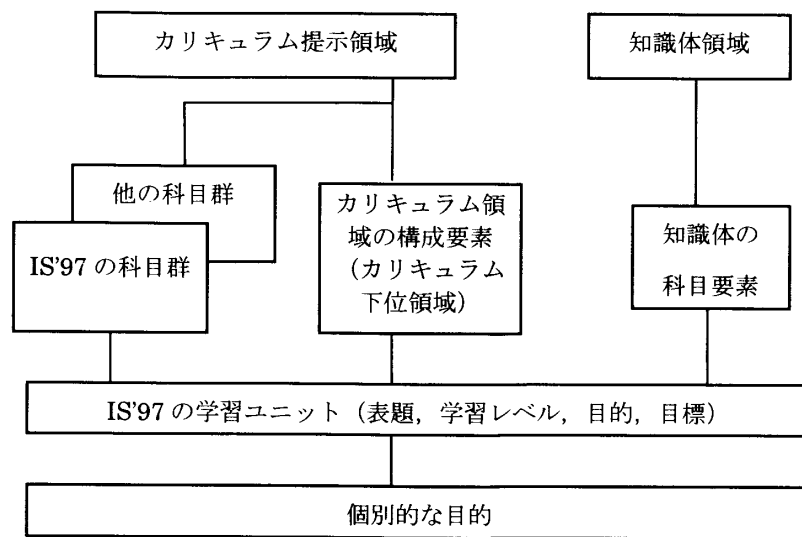 カリキュラム提示領域
知識体領域
他の科目群
IS'97 の科目群
カリキュラム領
域の構成要素
（カリキュラム
下位領域）
知識体の
科目要素
IS'97 の学習ユニット（表題，学習レベル，目的，目標）
個別的な目的